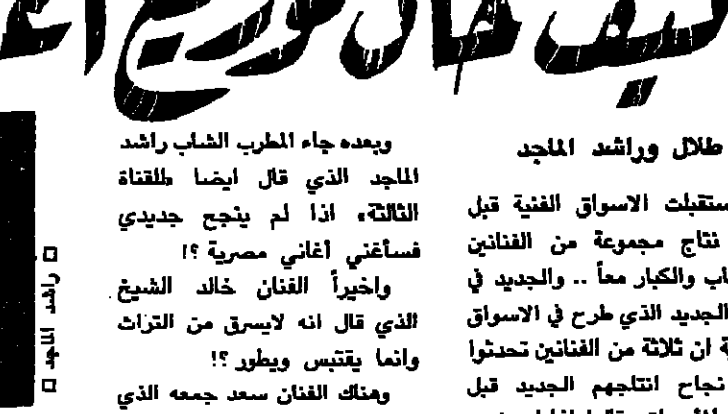 طلال وراشد الماجد
ستقبلت الاسواق الفنية قبل
نتاج مجموعة من الفنانين
اب والكبار معاً .. والجديد في
الجديد الذي طرح في الاسواق
ة ان ثلاثة من الفنانين تحدثوا
نجاح انتاجهم الجديد قبل
وبعده جاء المطرب الشاب راشد
الماجد الذي قال ايضا «للقناة
الثالثة» اذا لم ينجح جديدي
فسأغني أغاني مصرية ؟!
واخيراً الفنان خالد الشيخ
الذي قال انه لايسرق من التراث
وانما يقتبس ويطور ؟!
وهناك الفنان سعد جمعه الذي
□ راشد الماجد □